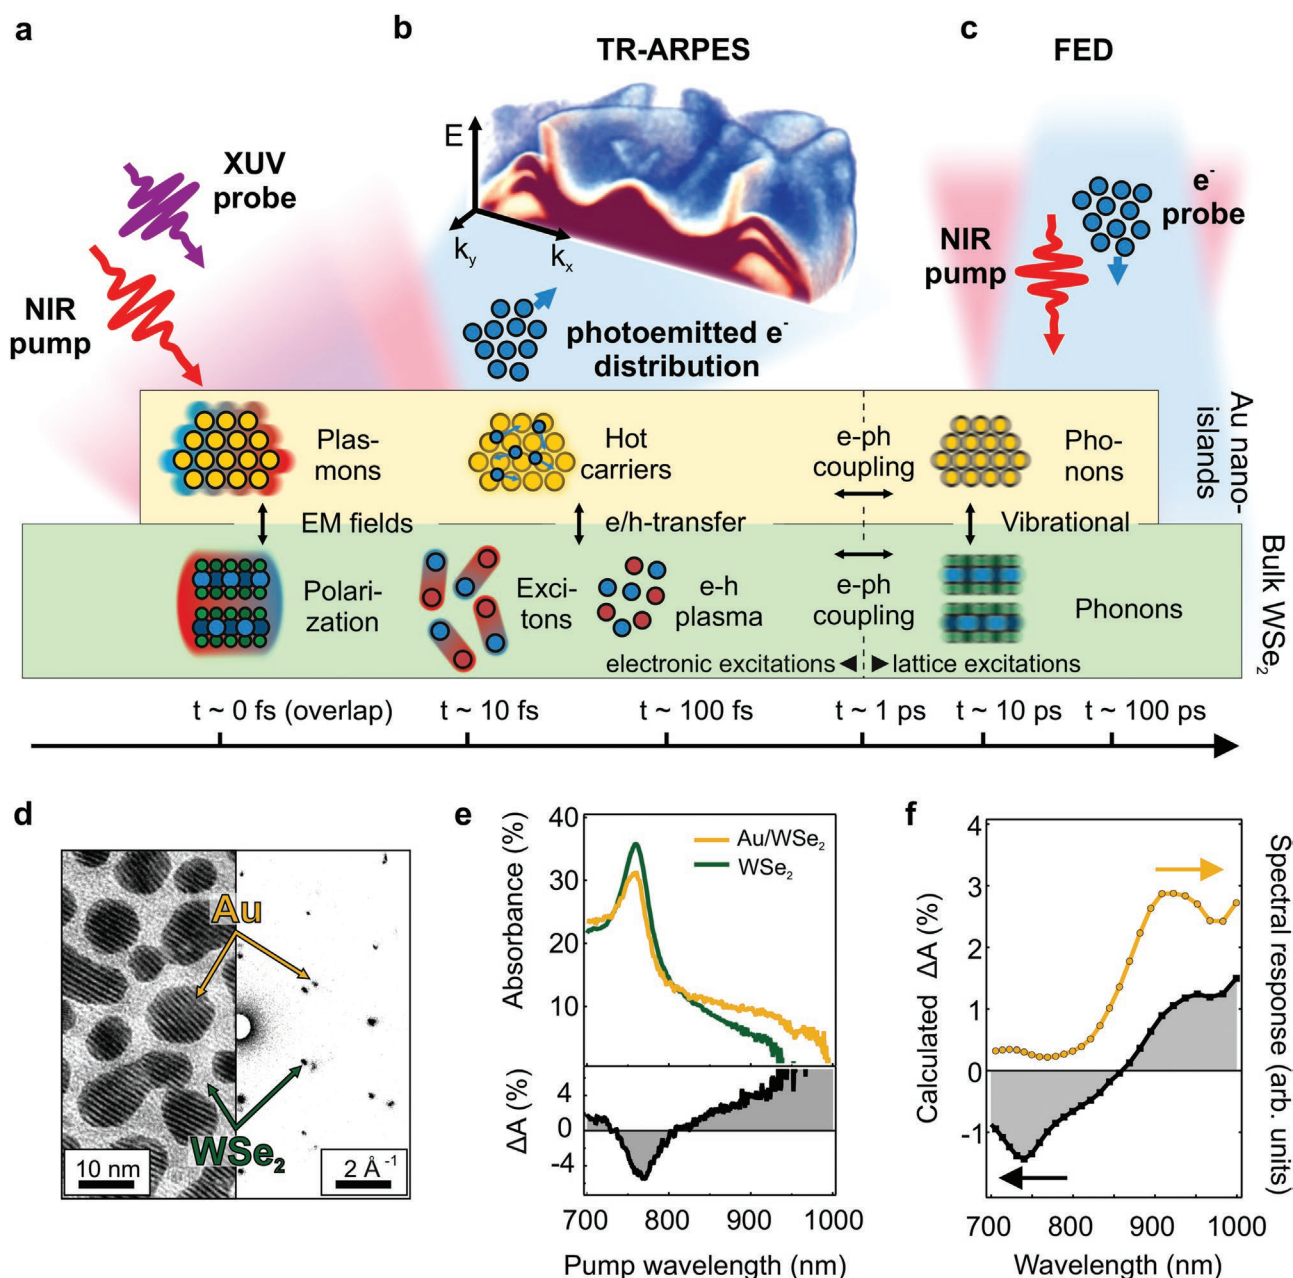 a
b
TR-ARPES
c
FED
XUV
probe
NIR
pump
E
k_y
k_x
photoemitted e⁻
distribution
NIR
pump
e⁻
probe
Plas-
mons
Hot
carriers
e-ph
coupling
Pho-
nons
Au nano-
islands
EM fields
e/h-transfer
Vibrational
Polari-
zation
Exci-
tons
e-h
plasma
e-ph
coupling
Phonons
Bulk WSe₂
electronic excitations ◄ ► lattice excitations
t ~ 0 fs (overlap)
t ~ 10 fs
t ~ 100 fs
t ~ 1 ps
t ~ 10 ps
t ~ 100 ps
d
Au
WSe₂
10 nm
2 Å⁻¹
e
Absorbance (%)
40
30
20
10
Au/WSe₂
WSe₂
ΔA (%)
4
0
-4
700
800
900
1000
Pump wavelength (nm)
f
Calculated ΔA (%)
4
3
2
1
0
-1
Spectral response (arb. units)
700
800
900
1000
Wavelength (nm)